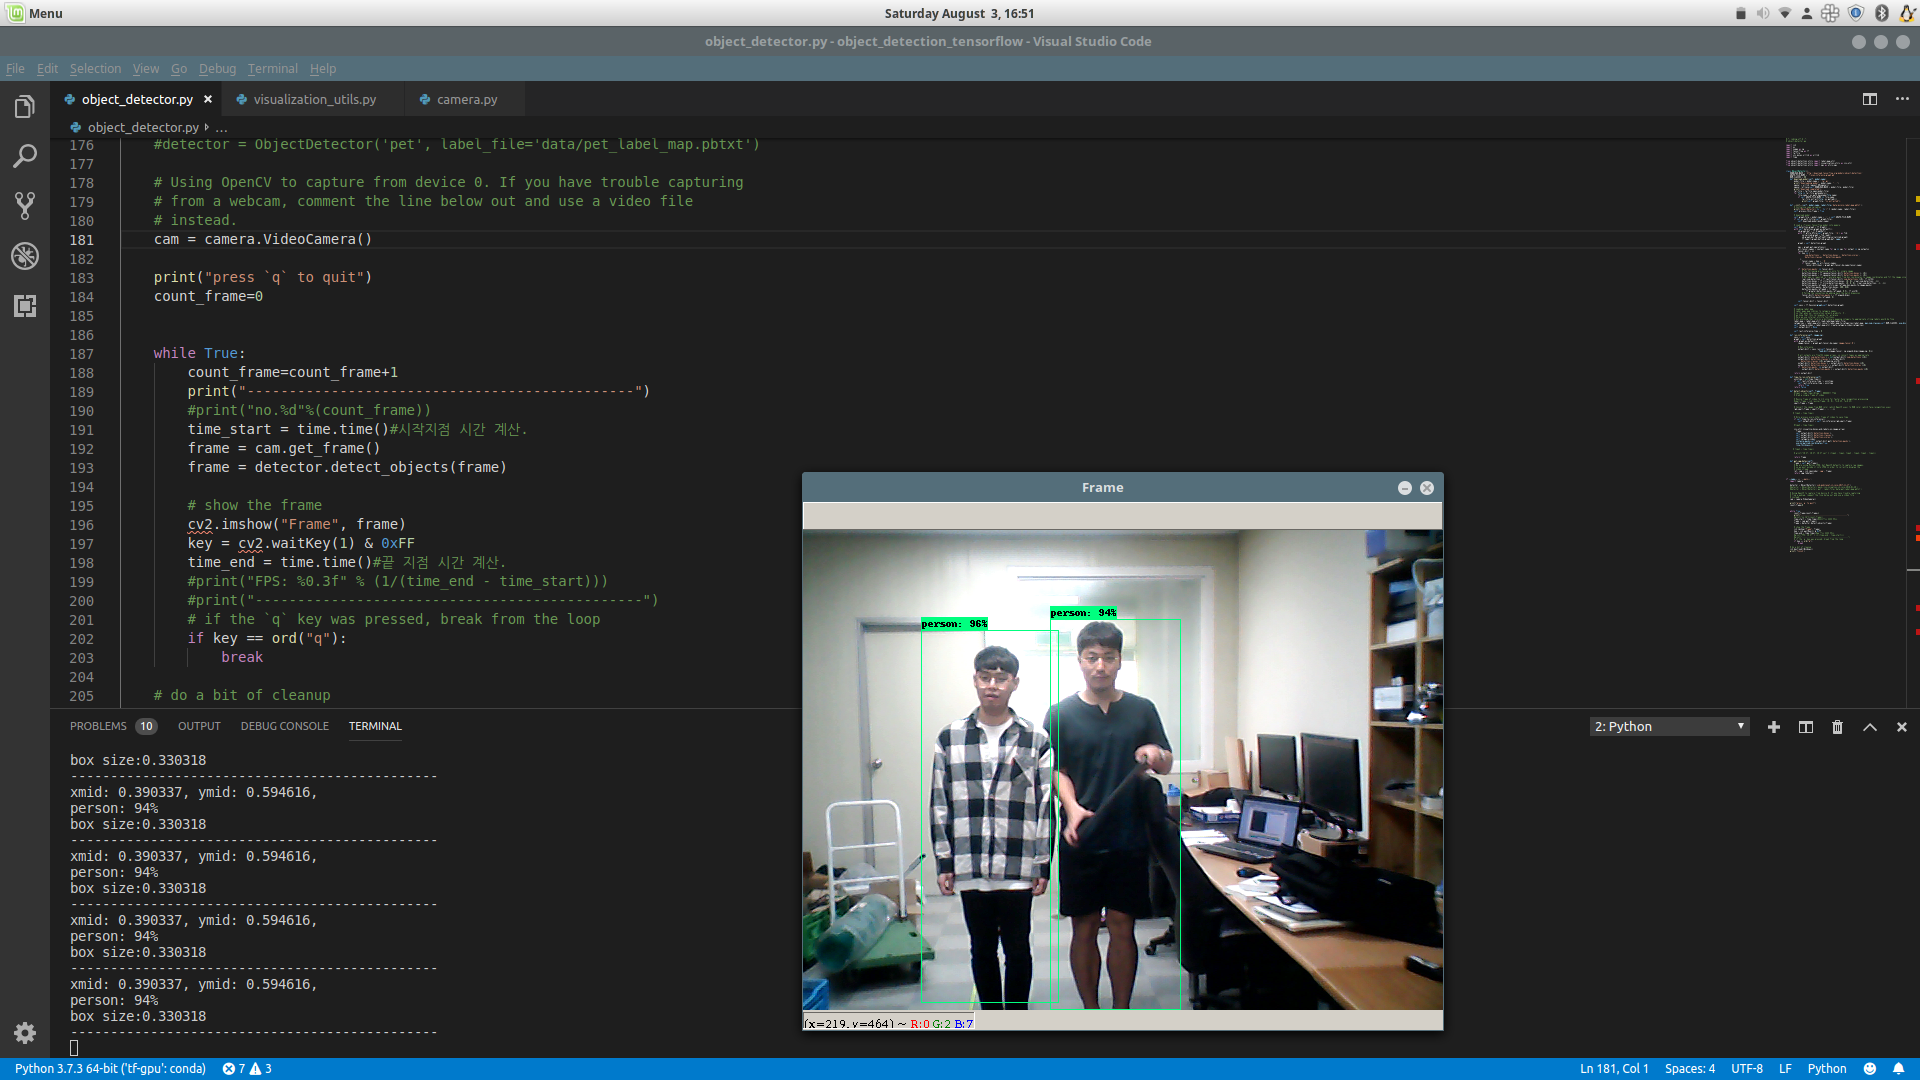 Menu
Saturday August 3, 16:51
object_detector.py - object_detection_tensorflow - Visual Studio Code
File Edit Selection View Go Debug Terminal Help
object_detector.py × visualization_utils.py camera.py
object_detector.py ...
176 #detector = ObjectDetector('pet', label_file='data/pet_label_map.pbtxt')
177
178 # Using OpenCV to capture from device 0. If you have trouble capturing
179 # from a webcam, comment the line below out and use a video file
180 # instead.
181 cam = camera.VideoCamera()
182
183 print("press `q` to quit")
184 count_frame=0
185
186
187 while True:
188 count_frame=count_frame+1
189 print("----------------------------------------------")
190 #print("no.%d"%(count_frame))
191 time_start = time.time()#시작지점 시간 계산.
192 frame = cam.get_frame()
193 frame = detector.detect_objects(frame)
194
195 # show the frame
196 cv2.imshow("Frame", frame)
197 key = cv2.waitKey(1) & 0xFF
198 time_end = time.time()#끝 지점 시간 계산.
199 #print("FPS: %0.3f" % (1/(time_end - time_start)))
200 #print("----------------------------------------------")
201 # if the `q` key was pressed, break from the loop
202 if key == ord("q"):
203 break
204
205 # do a bit of cleanup
Frame
person: 96%
person: 94%
(x=219, y=464) ~ R:0 G:2 B:7
PROBLEMS 10 OUTPUT DEBUG CONSOLE TERMINAL
2: Python
box size:0.330318
----------------------------------------------
xmid: 0.390337, ymid: 0.594616,
person: 94%
box size:0.330318
----------------------------------------------
xmid: 0.390337, ymid: 0.594616,
person: 94%
box size:0.330318
----------------------------------------------
xmid: 0.390337, ymid: 0.594616,
person: 94%
box size:0.330318
----------------------------------------------
xmid: 0.390337, ymid: 0.594616,
person: 94%
box size:0.330318
----------------------------------------------
Python 3.7.3 64-bit ('tf-gpu': conda) 7 3
Ln 181, Col 1 Spaces: 4 UTF-8 LF Python